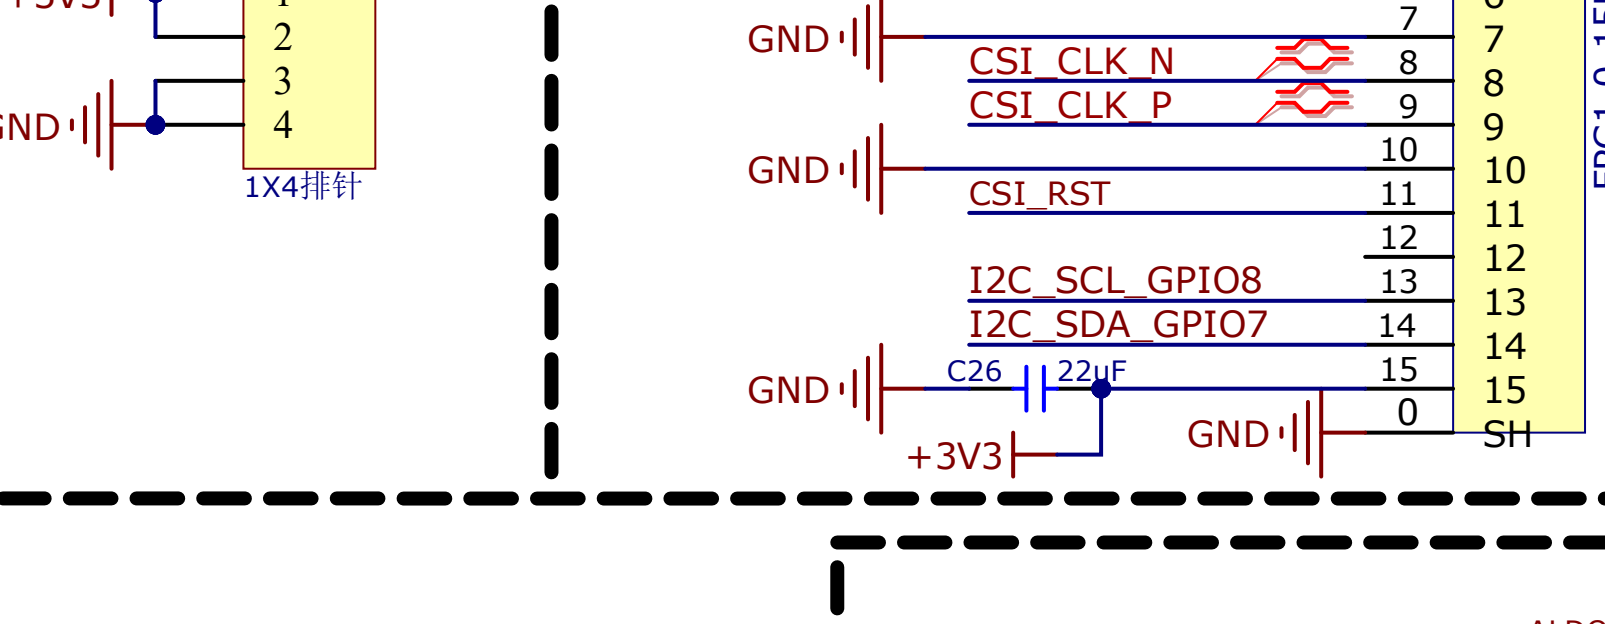 +3V3
2
3
GND
4
1X4排针
GND
7
7
CSI_CLK_N
8
8
CSI_CLK_P
9
9
GND
10
10
CSI_RST
11
11
12
12
I2C_SCL_GPIO8
13
13
I2C_SDA_GPIO7
14
14
GND
C26
22uF
15
15
+3V3
GND
0
SH